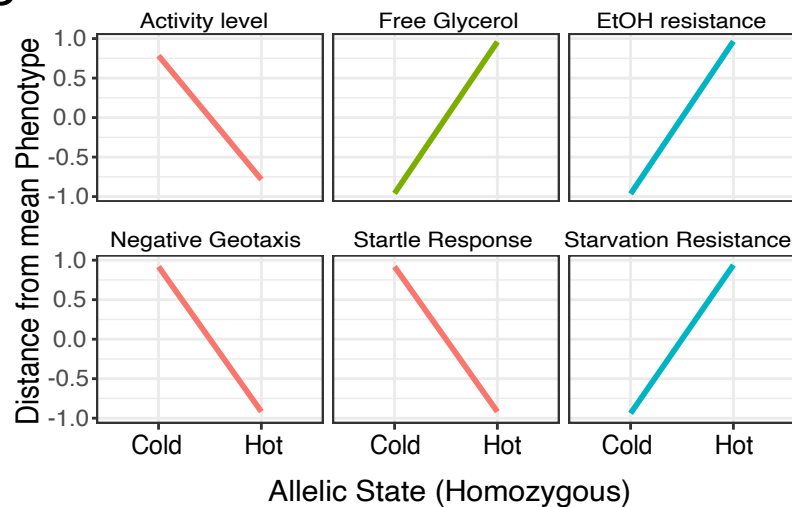 Activity level
Free Glycerol
EtOH resistance
1.0
0.5
0.0
-0.5
-1.0
Negative Geotaxis
Startle Response
Starvation Resistance
1.0
0.5
0.0
-0.5
-1.0
Distance from mean Phenotype
Cold Hot
Cold Hot
Cold Hot
Allelic State (Homozygous)